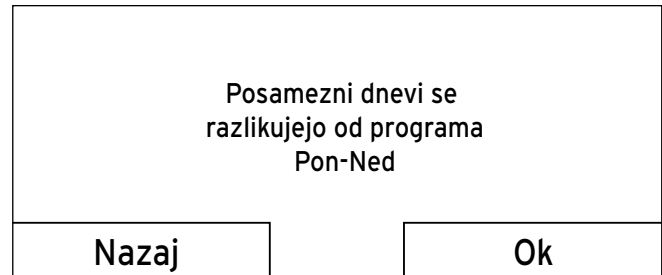 Posamezni dnevi se
razlikujejo od programa
Pon-Ned
Nazaj
Ok